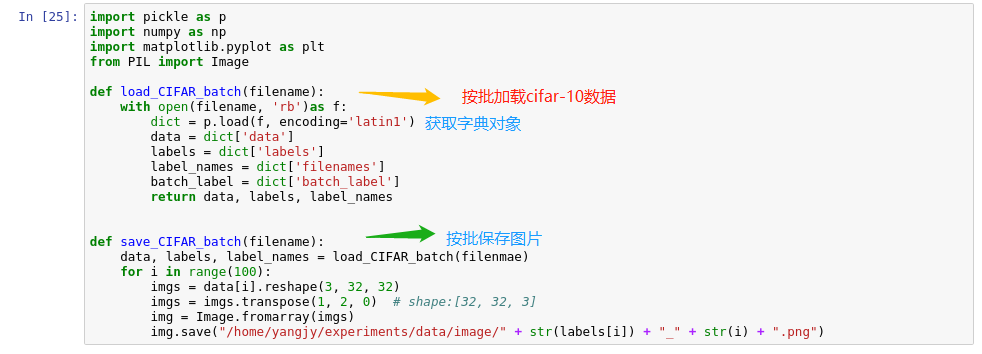 In [25]:
import pickle as p
import numpy as np
import matplotlib.pyplot as plt
from PIL import Image
def load_CIFAR_batch(filename): 按批加载cifar-10数据
with open(filename, 'rb')as f:
dict = p.load(f, encoding='latin1') 获取字典对象
data = dict['data']
labels = dict['labels']
label_names = dict['filenames']
batch_label = dict['batch_label']
return data, labels, label_names
def save_CIFAR_batch(filename): 按批保存图片
data, labels, label_names = load_CIFAR_batch(filenmae)
for i in range(100):
imgs = data[i].reshape(3, 32, 32)
imgs = imgs.transpose(1, 2, 0)  # shape:[32, 32, 3]
img = Image.fromarray(imgs)
img.save("/home/yangjy/experiments/data/image/" + str(labels[i]) + "_" + str(i) + ".png")